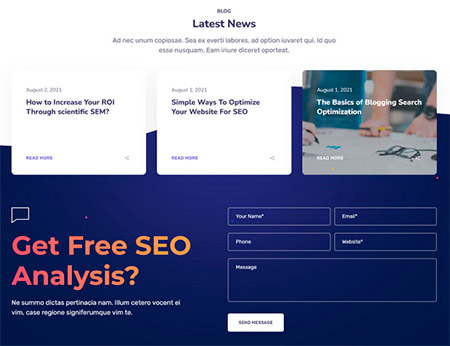 BLOG
Latest News
Ad nec unum copiosae. Sea ex everti labores, ad option iuvaret qui. Id quo
esse nusquam. Eam iriure diceret oporteat.
August 2, 2021
How to Increase Your ROI
Through scientific SEM?
READ MORE
August 1, 2021
Simple Ways To Optimize
Your Website For SEO
READ MORE
August 1, 2021
The Basics of Blogging Search
Optimization
READ MORE
Get Free SEO
Analysis?
Ne summo dictas pertinacia nam. Illum cetero vocent ei
vim, case regione signiferumque vim te.
Your Name*
Email*
Phone
Website*
Message
SEND MESSAGE